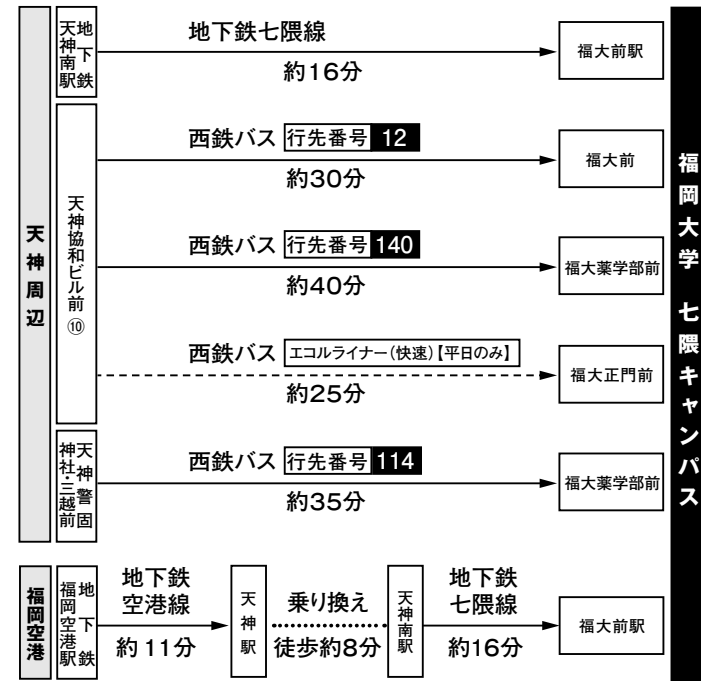 天神周辺
地下鉄
天神南駅
地下鉄七隈線
約16分
福大前駅
天神協和ビル前⑩
西鉄バス 行先番号 12
約30分
福大前
西鉄バス 行先番号 140
約40分
福大薬学部前
西鉄バス エコルライナー(快速)【平日のみ】
約25分
福大正門前
天神警固
神社・三越前
西鉄バス 行先番号 114
約35分
福大薬学部前
福岡空港
地下鉄
福岡空港駅
地下鉄
空港線
約11分
天神駅
乗り換え
徒歩約8分
天神南駅
地下鉄
七隈線
約16分
福大前駅
福岡大学 七隈キャンパス